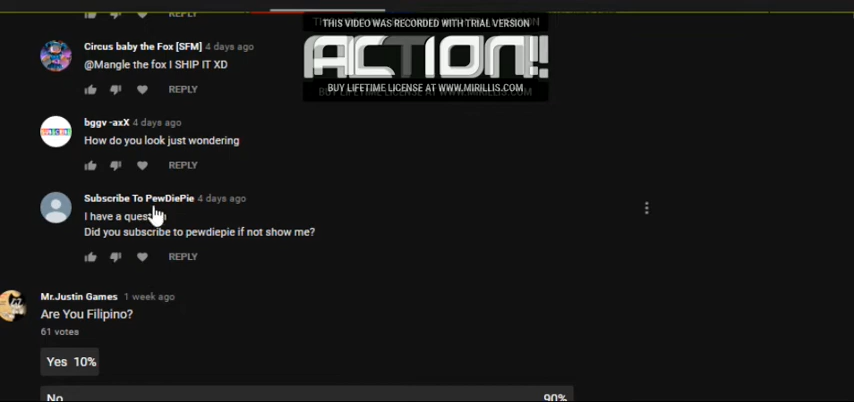 REPLY
THIS VIDEO WAS RECORDED WITH TRIAL VERSION
ACTION!!
BUY LIFETIME LICENSE AT WWW.MIRILLIS.COM
Circus baby the Fox [SFM] 4 days ago
@Mangle the fox I SHIP IT XD
REPLY
bggv -axX 4 days ago
How do you look just wondering
REPLY
Subscribe To PewDiePie 4 days ago
I have a
Did you subscribe to pewdiepie if not show me?
REPLY
Mr.Justin Games 1 week ago
Are You Filipino?
61 votes
Yes 10%
No 90%